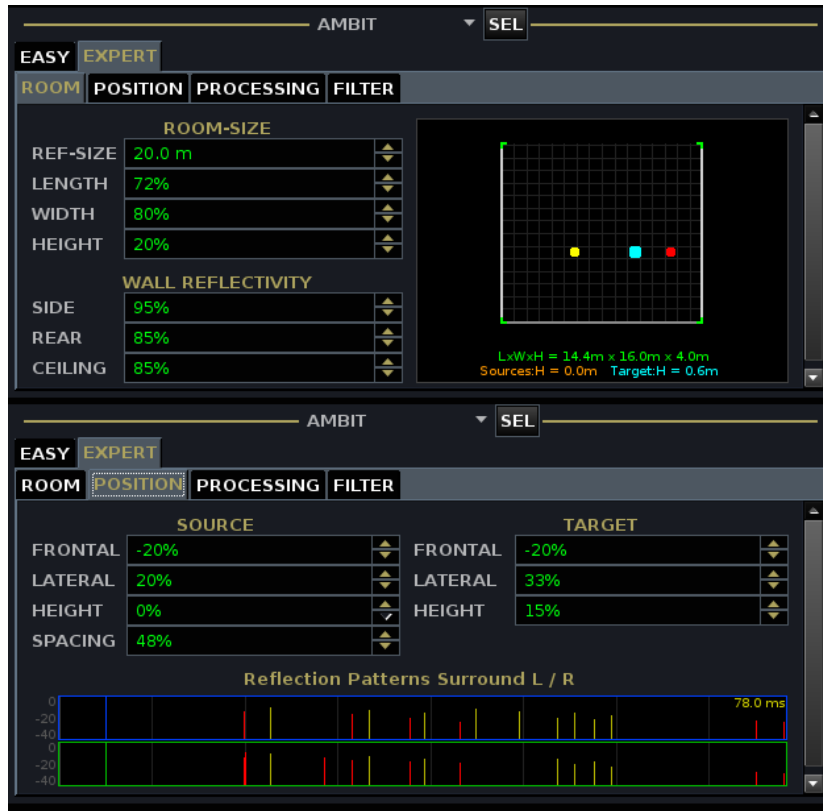 AMBIT SEL
EASY EXPERT
ROOM POSITION PROCESSING FILTER
ROOM-SIZE
REF-SIZE 20.0 m
LENGTH 72%
WIDTH 80%
HEIGHT 20%
WALL REFLECTIVITY
SIDE 95%
REAR 85%
CEILING 85%
LxWxH = 14.4m x 16.0m x 4.0m
Sources:H = 0.0m Target:H = 0.6m
AMBIT SEL
EASY EXPERT
ROOM POSITION PROCESSING FILTER
SOURCE
FRONTAL -20%
LATERAL 20%
HEIGHT 0%
SPACING 48%
TARGET
FRONTAL -20%
LATERAL 33%
HEIGHT 15%
Reflection Patterns Surround L / R
78.0 ms
0
-20
-40
0
-20
-40